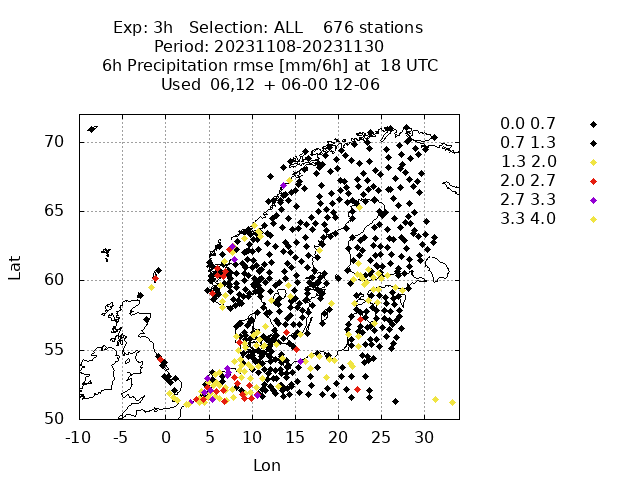 Exp: 3h   Selection: ALL    676 stations
Period: 20231108-20231130
6h Precipitation rmse [mm/6h] at  18 UTC
Used  06,12  + 06-00 12-06
70
65
60
55
50
-10 -5 0 5 10 15 20 25 30
Lat
Lon
0.0 0.7
0.7 1.3
1.3 2.0
2.0 2.7
2.7 3.3
3.3 4.0